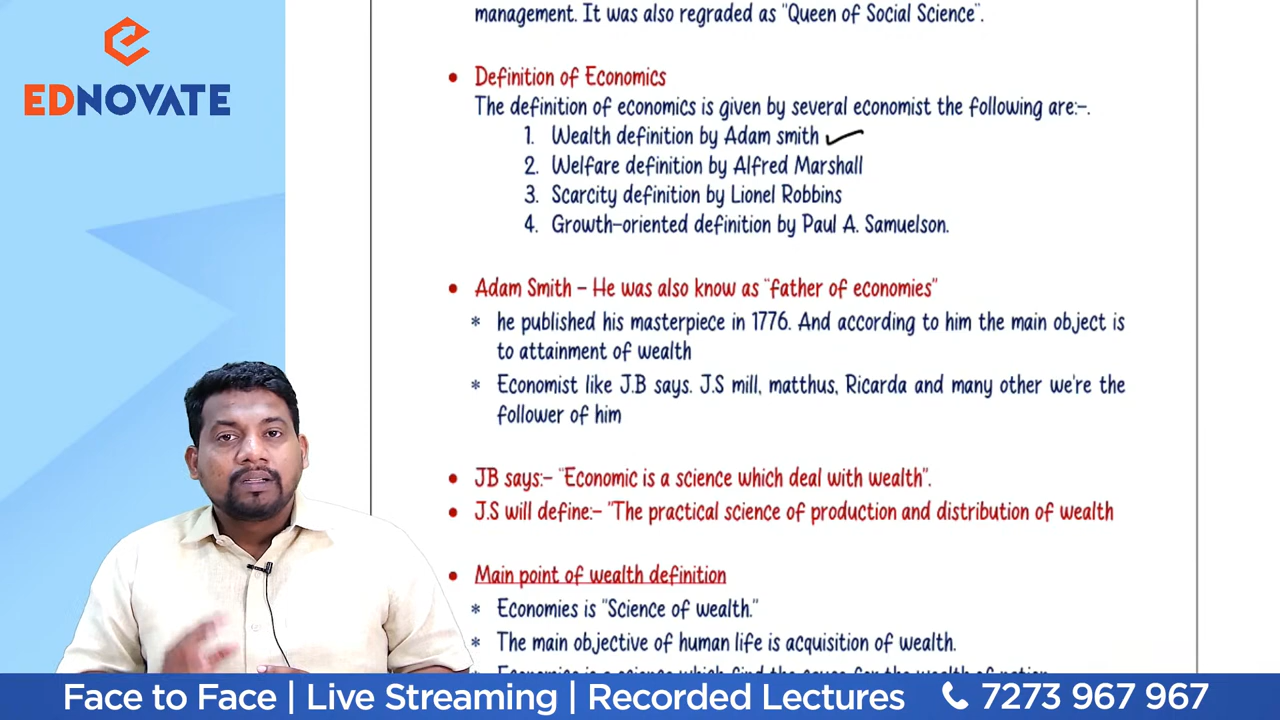 EDNOVATE
management. It was also regraded as "Queen of Social Science".
• Definition of Economics
The definition of economics is given by several economist the following are:-.
1. Wealth definition by Adam smith
2. Welfare definition by Alfred Marshall
3. Scarcity definition by Lionel Robbins
4. Growth-oriented definition by Paul A. Samuelson.
• Adam Smith - He was also know as "father of economies"
* he published his masterpiece in 1776. And according to him the main object is
to attainment of wealth
* Economist like J.B says. J.S mill, matthus, Ricarda and many other we're the
follower of him
• JB says:- "Economic is a science which deal with wealth".
• J.S will define:- "The practical science of production and distribution of wealth
• Main point of wealth definition
* Economies is "Science of wealth."
* The main objective of human life is acquisition of wealth.
Face to Face | Live Streaming | Recorded Lectures 7273 967 967